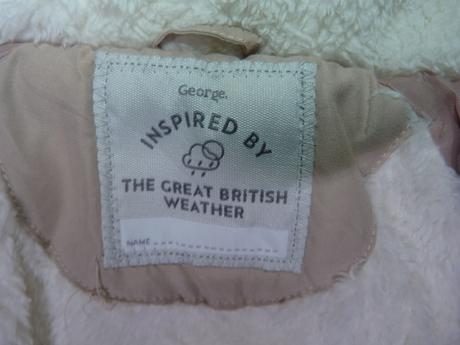 George.
INSPIRED BY
THE GREAT BRITISH
WEATHER
NAME